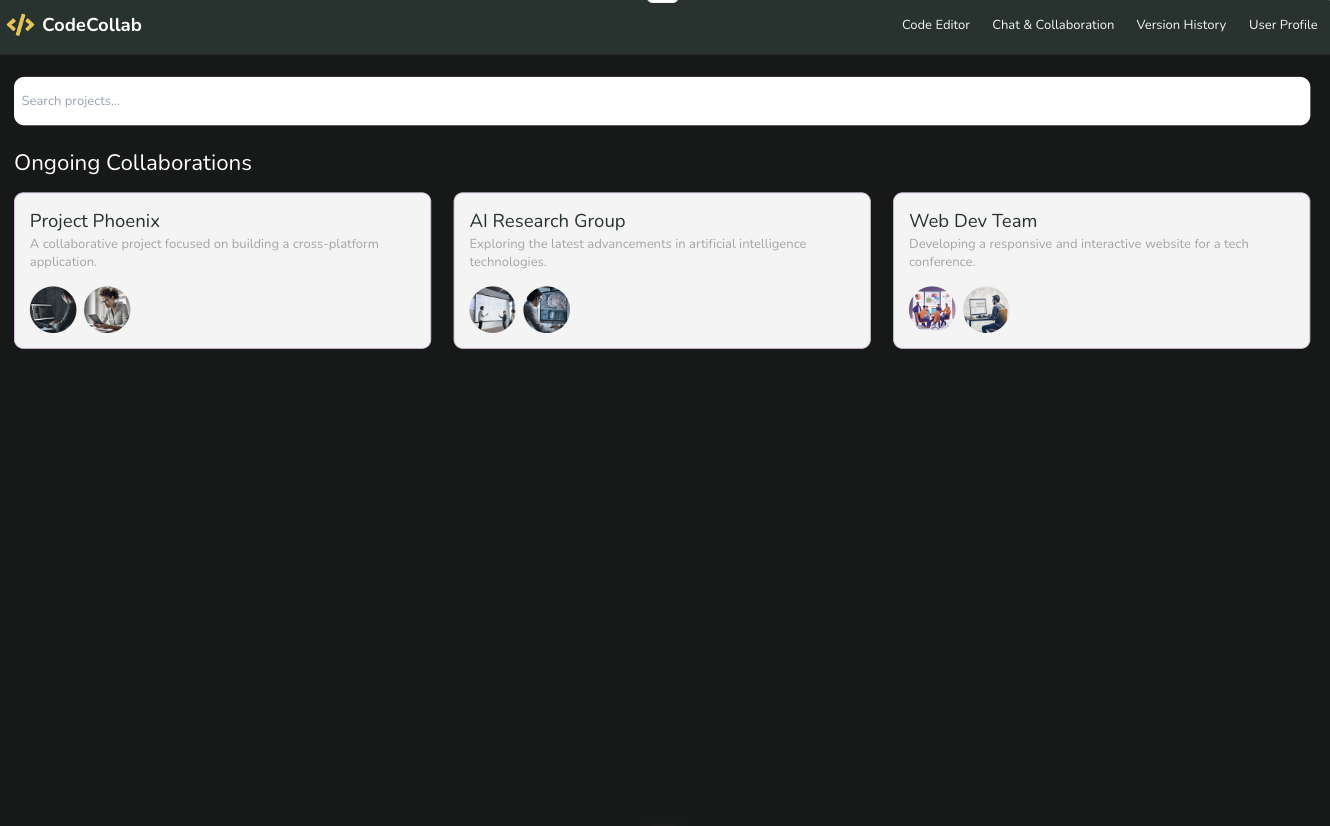 CodeCollab
Code Editor
Chat & Collaboration
Version History
User Profile
Search projects...
Ongoing Collaborations
Project Phoenix
A collaborative project focused on building a cross-platform
application.
AI Research Group
Exploring the latest advancements in artificial intelligence
technologies.
Web Dev Team
Developing a responsive and interactive website for a tech
conference.